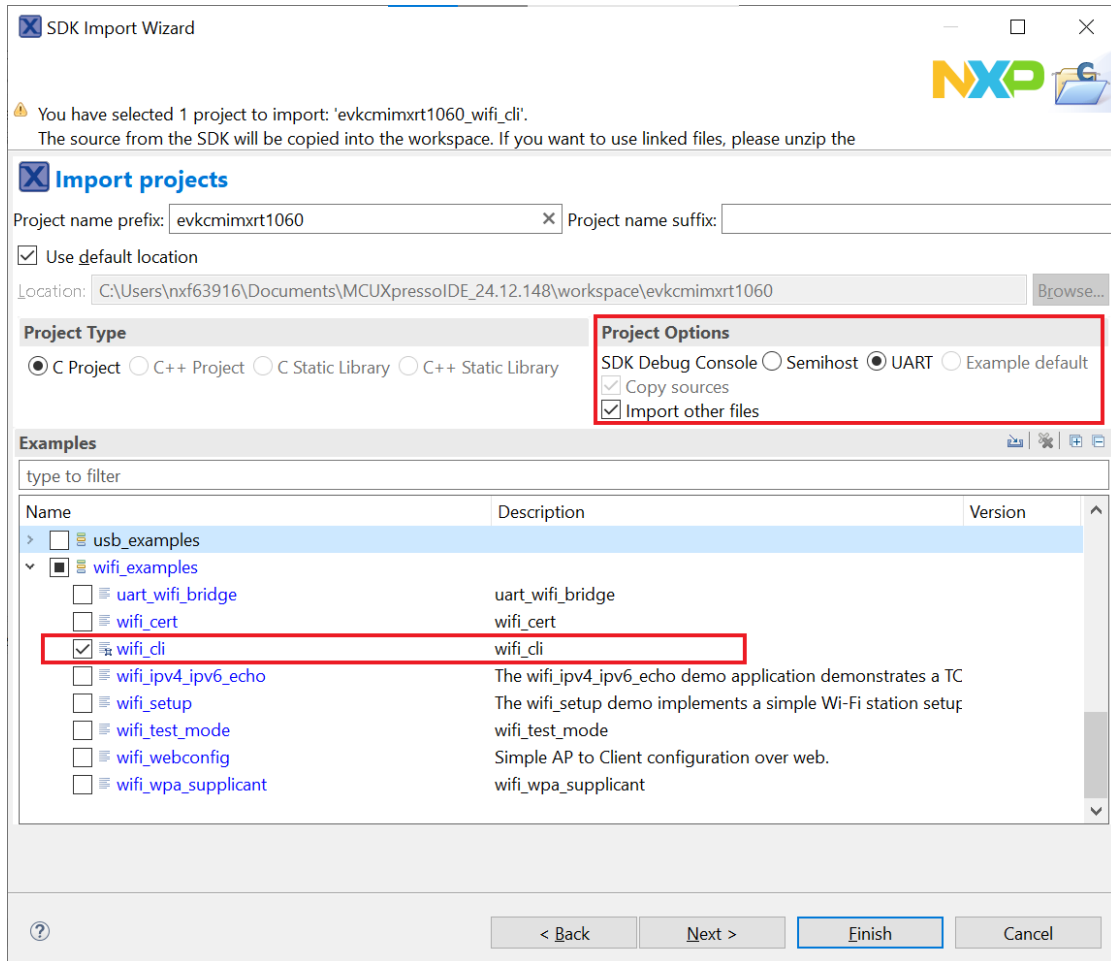 SDK Import Wizard
NXP
You have selected 1 project to import: 'evkcmimxrt1060_wifi_cli'.
The source from the SDK will be copied into the workspace. If you want to use linked files, please unzip the
Import projects
Project name prefix: evkcmimxrt1060 Project name suffix:
Use default location
Location: C:\Users\nxf63916\Documents\MCUXpressoIDE_24.12.148\workspace\evkcmimxrt1060 Browse...
Project Type Project Options
C Project C++ Project C Static Library C++ Static Library SDK Debug Console Semihost UART Example default
Copy sources
Import other files
Examples
type to filter
Name Description Version
usb_examples
wifi_examples
uart_wifi_bridge uart_wifi_bridge
wifi_cert wifi_cert
wifi_cli wifi_cli
wifi_ipv4_ipv6_echo The wifi_ipv4_ipv6_echo demo application demonstrates a TC
wifi_setup The wifi_setup demo implements a simple Wi-Fi station setup
wifi_test_mode wifi_test_mode
wifi_webconfig Simple AP to Client configuration over web.
wifi_wpa_supplicant wifi_wpa_supplicant
< Back Next > Finish Cancel